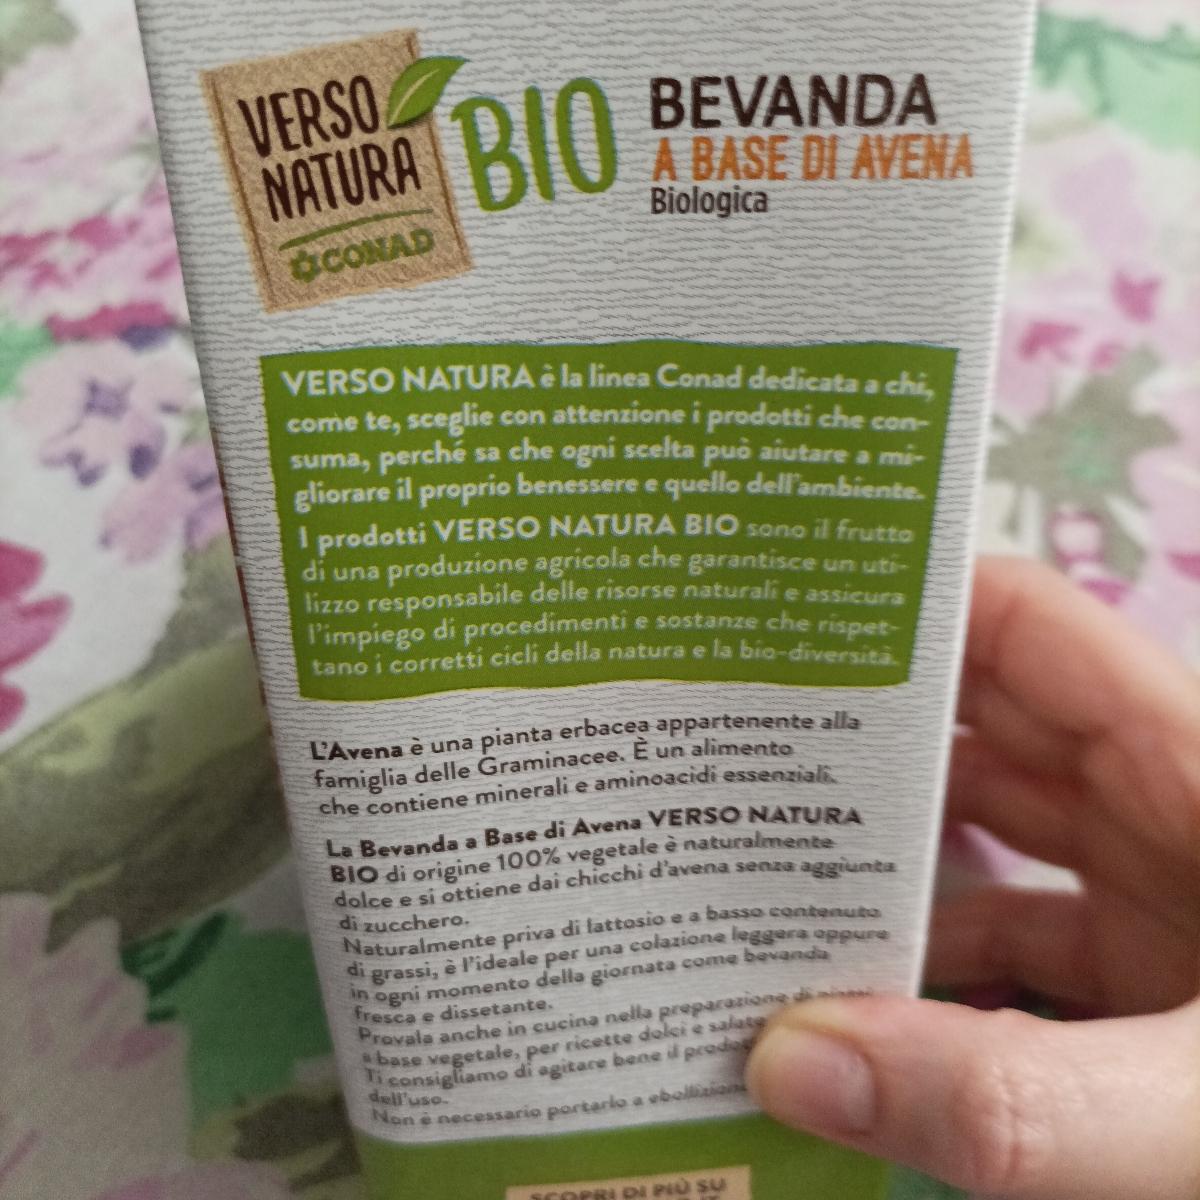 VERSO
NATURA
CONAD
BIO
BEVANDA
A BASE DI AVENA
Biologica
VERSO NATURA è la linea Conad dedicata a chi,
come te, sceglie con attenzione i prodotti che con-
suma, perché sa che ogni scelta può aiutare a mi-
gliorare il proprio benessere e quello dell'ambiente.
I prodotti VERSO NATURA BIO sono il frutto
di una produzione agricola che garantisce un uti-
lizzo responsabile delle risorse naturali e assicura
l'impiego di procedimenti e sostanze che rispet-
tano i corretti cicli della natura e la bio-diversità.
L'Avena è una pianta erbacea appartenente alla
famiglia delle Graminacee. È un alimento
che contiene minerali e aminoacidi essenziali.
La Bevanda a Base di Avena VERSO NATURA
BIO di origine 100% vegetale è naturalmente
dolce e si ottiene dai chicchi d'avena senza aggiunta
di zucchero.
Naturalmente priva di lattosio e a basso contenuto
di grassi, è l'ideale per una colazione leggera oppure
in ogni momento della giornata come bevanda
fresca e dissetante.
Provala anche in cucina nella preparazione di piatti
a base vegetale, per ricette dolci e salate
Ti consigliamo di agitare bene il
dell'uso.
Non è necessario portarlo a ebollizione
SCOPRI DI PIÙ SU